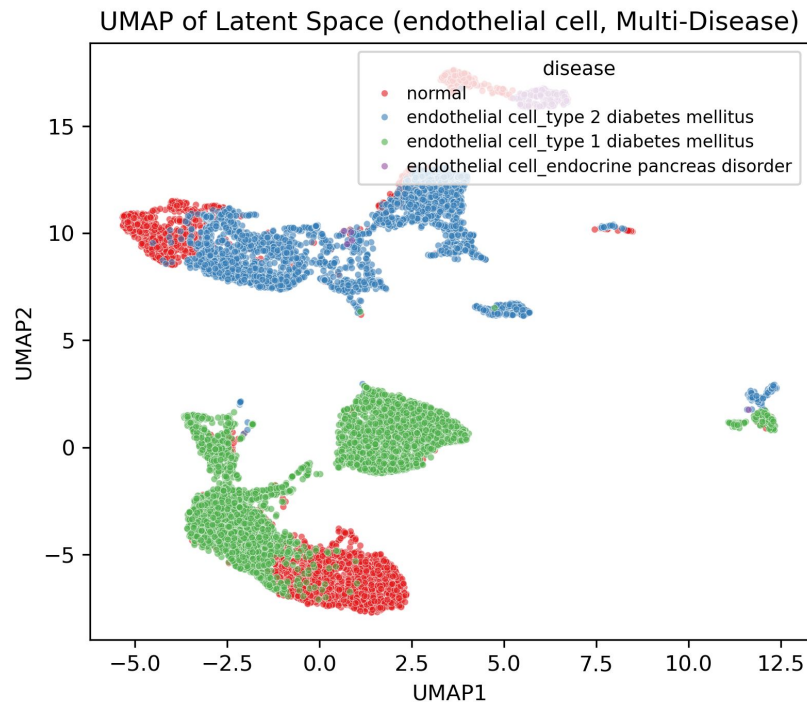 UMAP of Latent Space (endothelial cell, Multi-Disease)
disease
normal
endothelial cell_type 2 diabetes mellitus
endothelial cell_type 1 diabetes mellitus
endothelial cell_endocrine pancreas disorder
15
10
5
0
−5
UMAP2
−5.0 −2.5 0.0 2.5 5.0 7.5 10.0 12.5
UMAP1